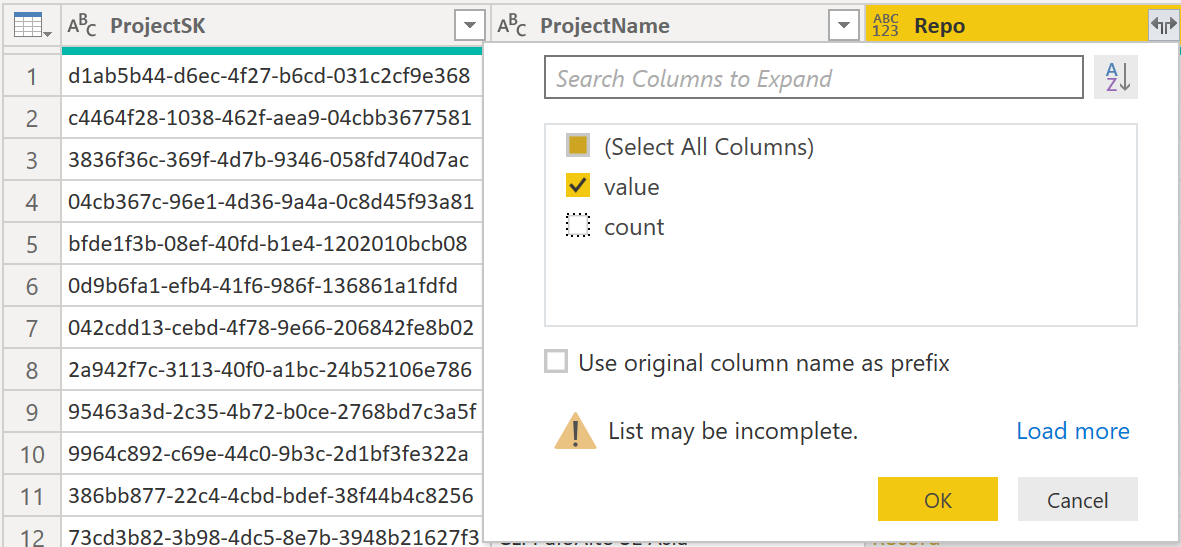 ABC ProjectSK ABC ProjectName ABC 123 Repo
Search Columns to Expand AZ
1 d1ab5b44-d6ec-4f27-b6cd-031c2cf9e368
(Select All Columns)
2 c4464f28-1038-462f-aea9-04cbb3677581
3 3836f36c-369f-4d7b-9346-058fd740d7ac
value
4 04cb367c-96e1-4d36-9a4a-0c8d45f93a81
count
5 bfde1f3b-08ef-40fd-b1e4-1202010bcb08
6 0d9b6fa1-efb4-41f6-986f-136861a1fdfd
7 042cdd13-cebd-4f78-9e66-206842fe8b02
8 2a942f7c-3113-40f0-a1bc-24b52106e786
Use original column name as prefix
9 95463a3d-2c35-4b72-b0ce-2768bd7c3a5f
List may be incomplete. Load more
10 9964c892-c69e-44c0-9b3c-2d1bf3fe322a
11 386bb877-22c4-4cbd-bdef-38f44b4c8256
OK Cancel
12 73cd3b82-3b98-4dc5-8e7b-3948b21627f3